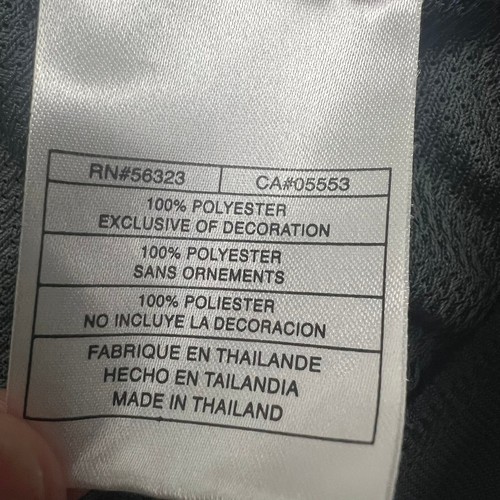 RN#56323 CA#05553
100% POLYESTER
EXCLUSIVE OF DECORATION
100% POLYESTER
SANS ORNEMENTS
100% POLIESTER
NO INCLUYE LA DECORACION
FABRIQUE EN THAILANDE
HECHO EN TAILANDIA
MADE IN THAILAND